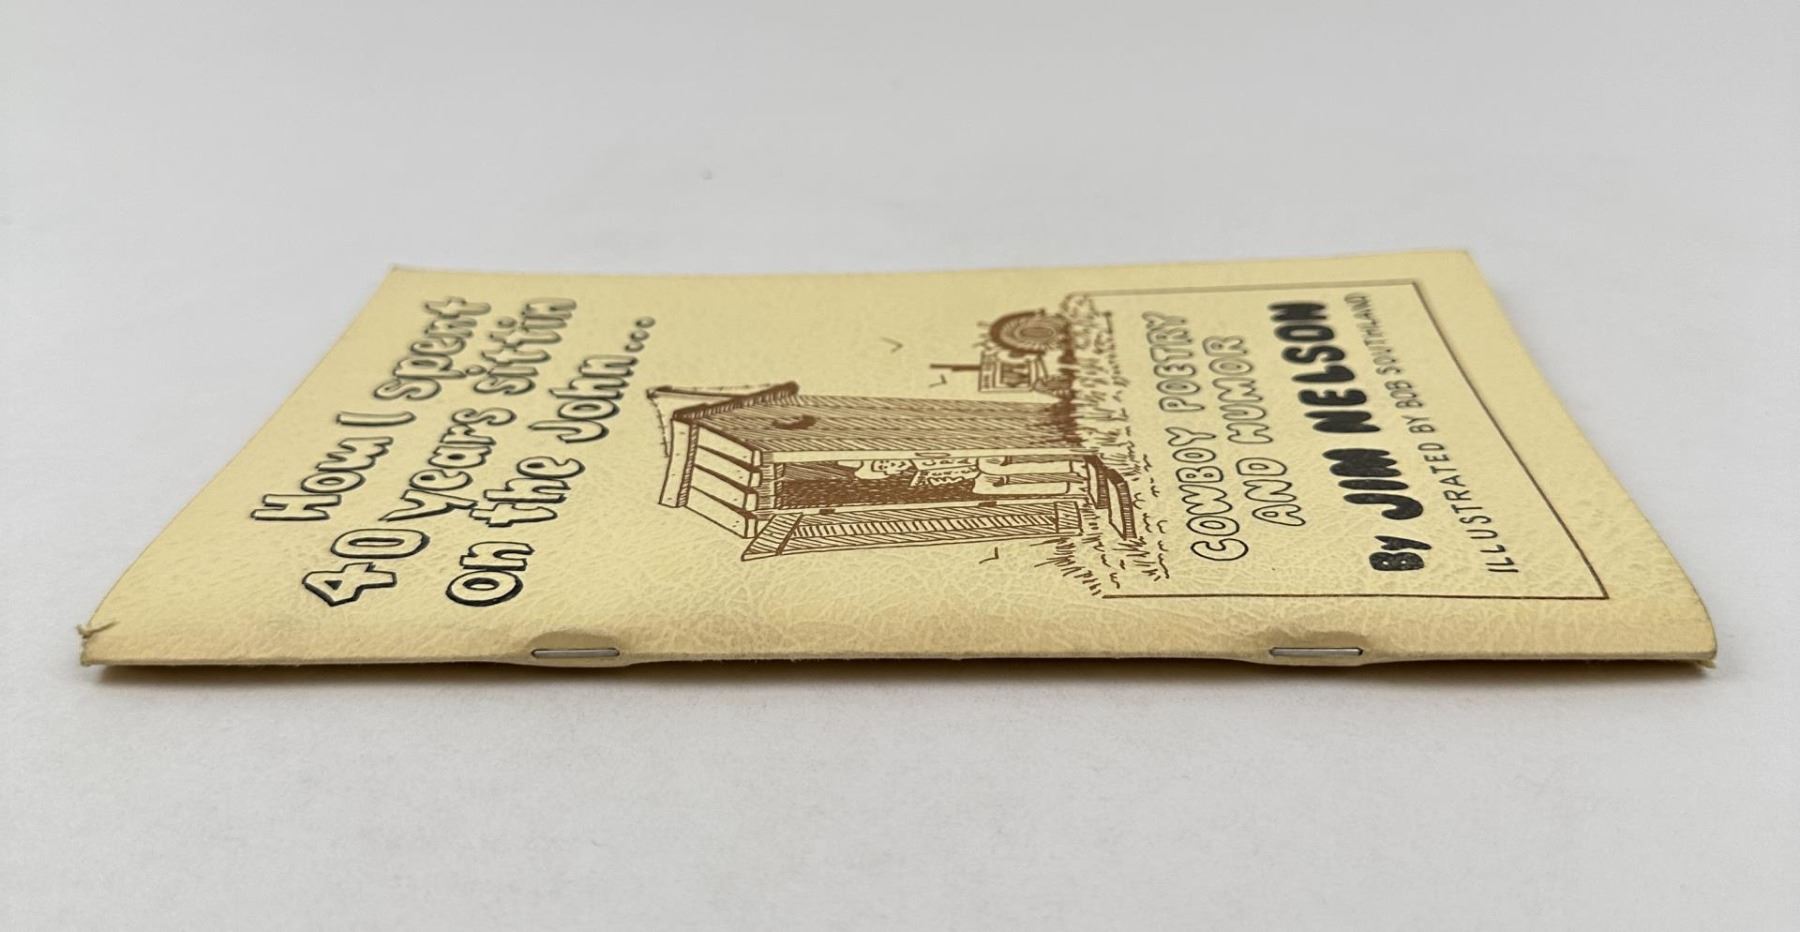 How I spent
40 years sittin
on the John...
COWBOY POETRY
AND HUMOR
By JIM NELSON
ILLUSTRATED BY BOB SOUTHLAND